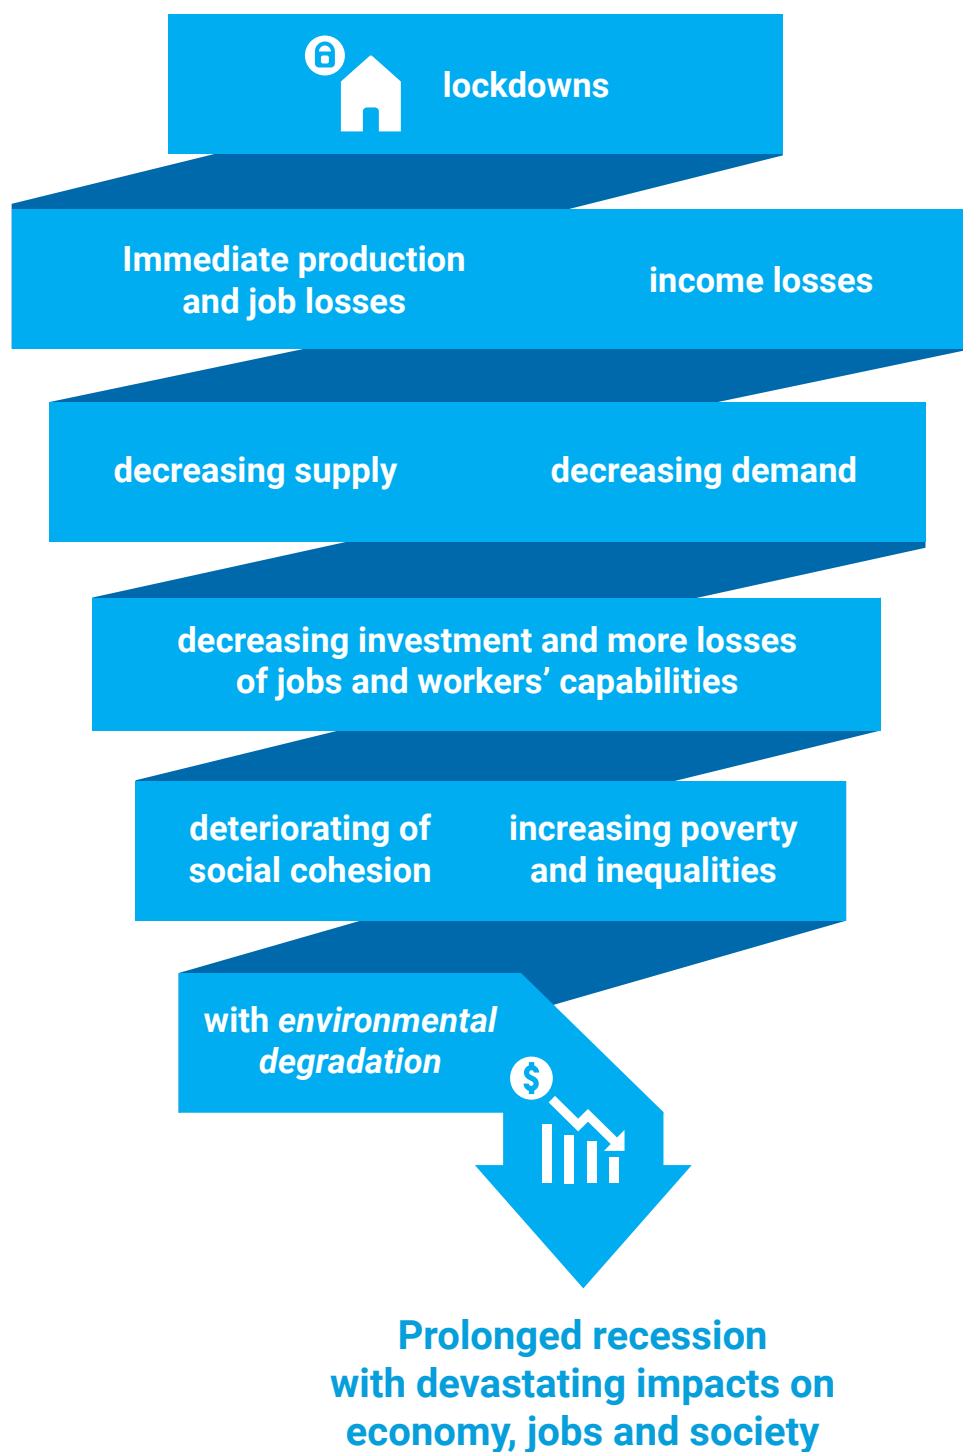 lockdowns
Immediate production
and job losses
income losses
decreasing supply
decreasing demand
decreasing investment and more losses
of jobs and workers’ capabilities
deteriorating of
social cohesion
increasing poverty
and inequalities
with environmental
degradation
$
Prolonged recession
with devastating impacts on
economy, jobs and society